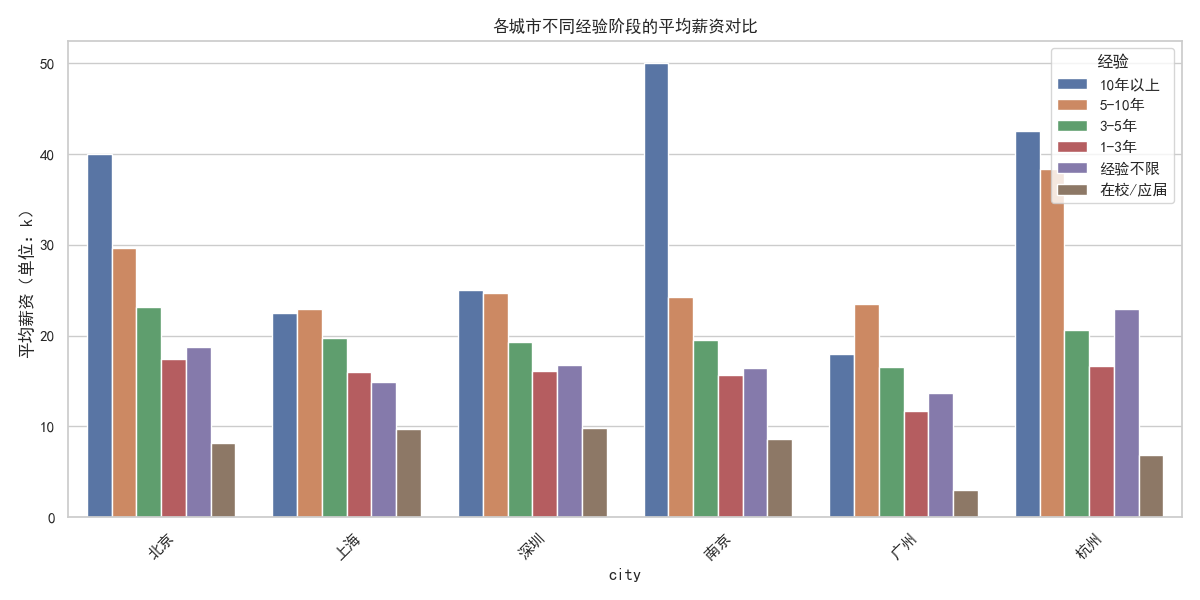 各城市不同经验阶段的平均薪资对比
平均薪资（单位：k）
50
40
30
20
10
0
经验
10年以上
5-10年
3-5年
1-3年
经验不限
在校/应届
北京
上海
深圳
南京
广州
杭州
city